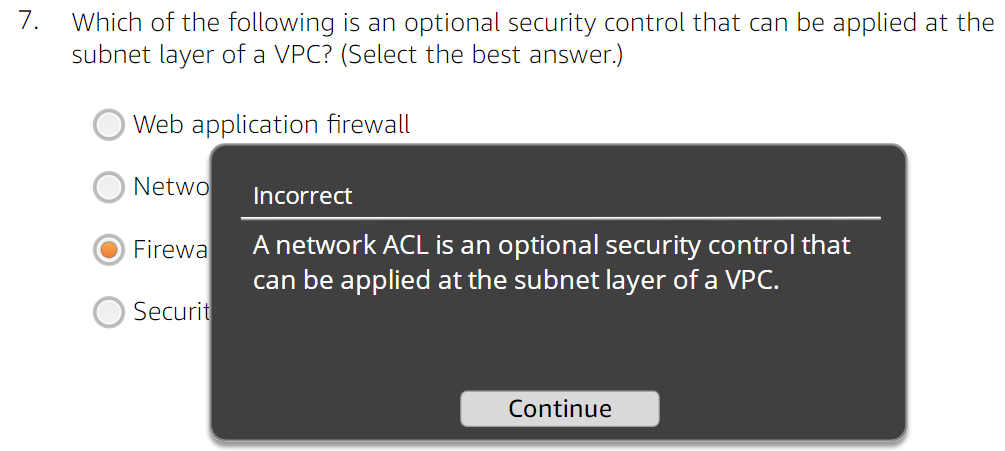 7. Which of the following is an optional security control that can be applied at the
subnet layer of a VPC? (Select the best answer.)
Web application firewall
Netwo
Firewa
Securit
Incorrect
A network ACL is an optional security control that
can be applied at the subnet layer of a VPC.
Continue